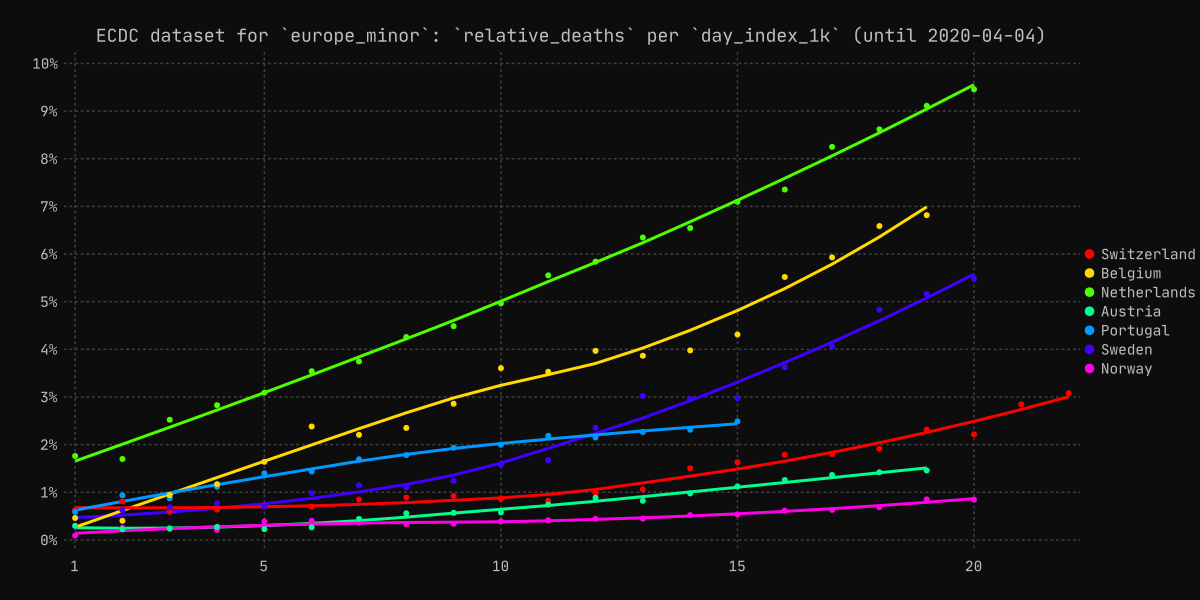 ECDC dataset for `europe_minor`: `relative_deaths` per `day_index_1k` (until 2020-04-04)
10%
9%
8%
7%
6%
5%
4%
3%
2%
1%
0%
1 5 10 15 20
Switzerland
Belgium
Netherlands
Austria
Portugal
Sweden
Norway